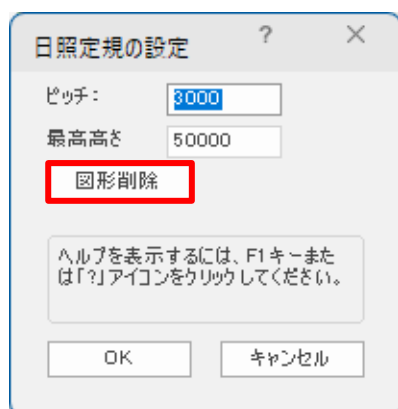 日照定規の設定 ?
ピッチ： 3000
最高高さ 50000
図形削除
ヘルプを表示するには、F1キーまた
は「?」アイコンをクリックしてください。
OK キャンセル